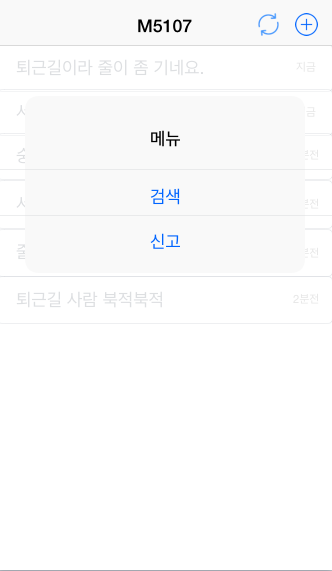 M5107
퇴근길이라 줄이 좀 기네요.
지금
메뉴
검색
신고
퇴근길 사람 북적북적
2분전